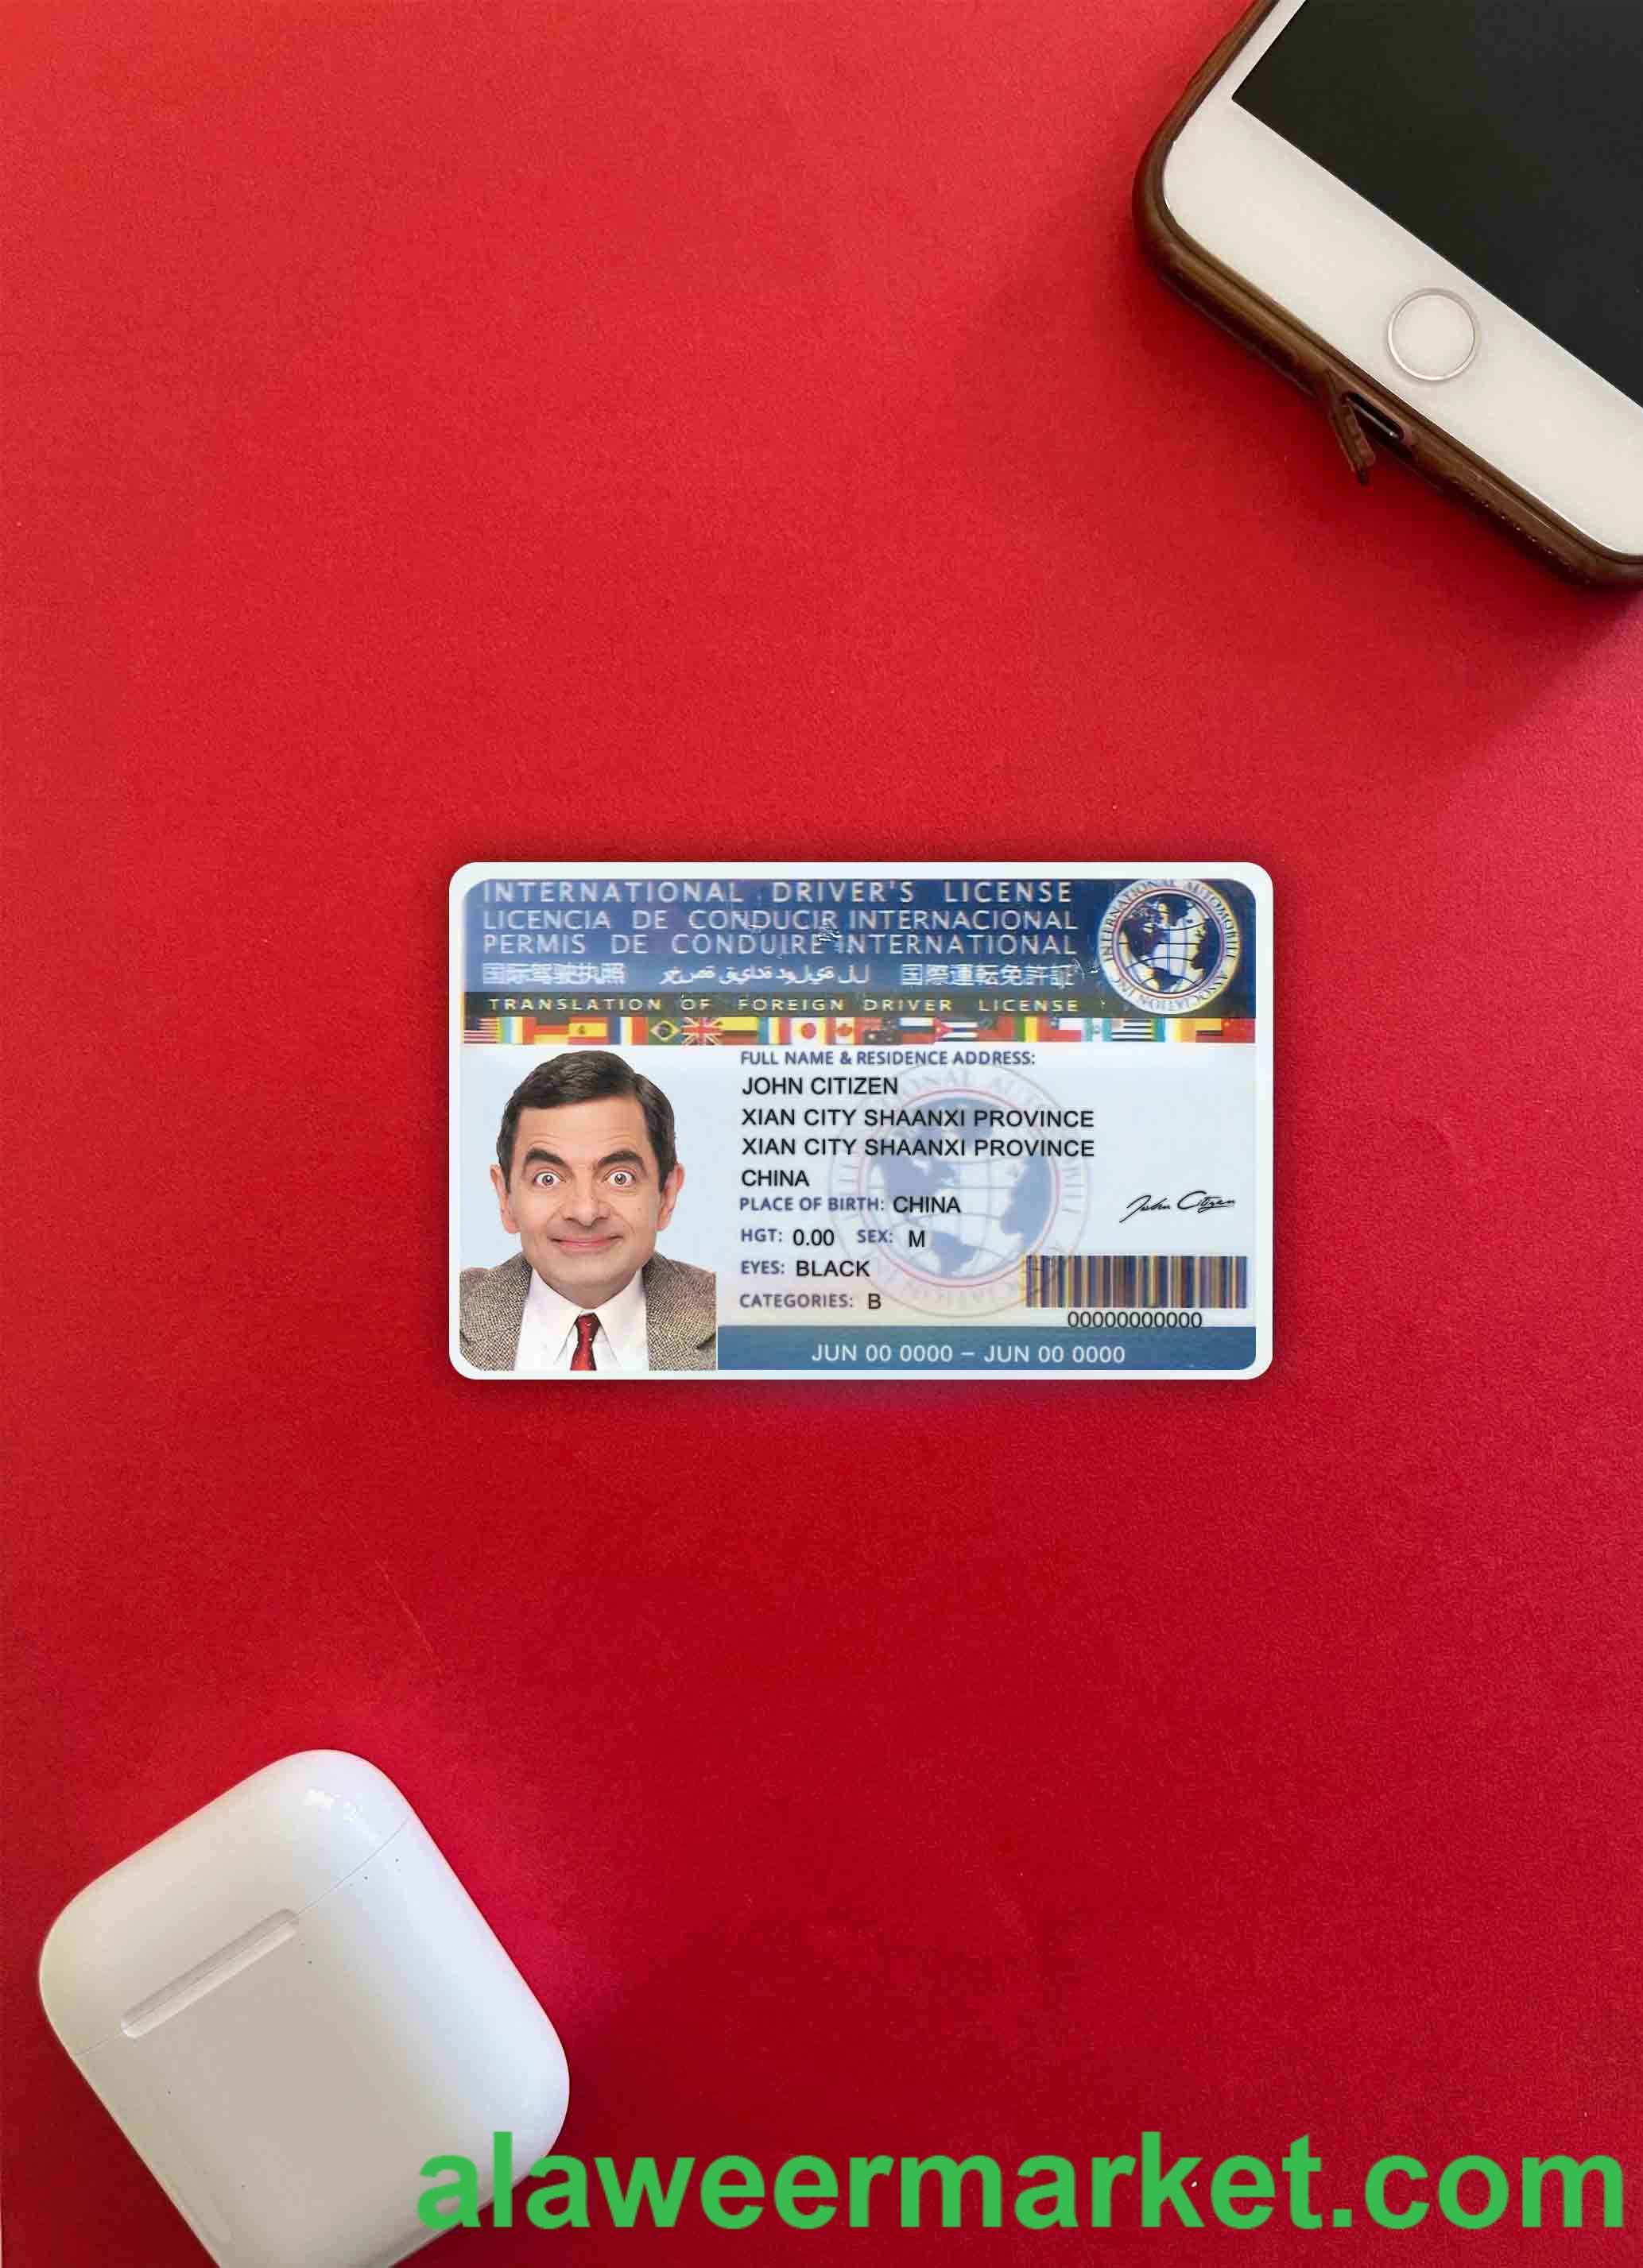 INTERNATIONAL DRIVER'S LICENSE
LICENCIA DE CONDUCIR INTERNACIONAL
PERMIS DE CONDUIRE INTERNATIONAL
国际驾驶执照 国際運転免許証
TRANSLATION OF FOREIGN DRIVER LICENSE
INTERNATIONAL AUTOMOBILE ASSOCIATION INC
FULL NAME & RESIDENCE ADDRESS:
JOHN CITIZEN
XIAN CITY SHAANXI PROVINCE
XIAN CITY SHAANXI PROVINCE
CHINA
PLACE OF BIRTH: CHINA
HGT: 0.00 SEX: M
John Citizen
EYES: BLACK
CATEGORIES: B
00000000000
JUN 00 0000 – JUN 00 0000
alaweermarket.com